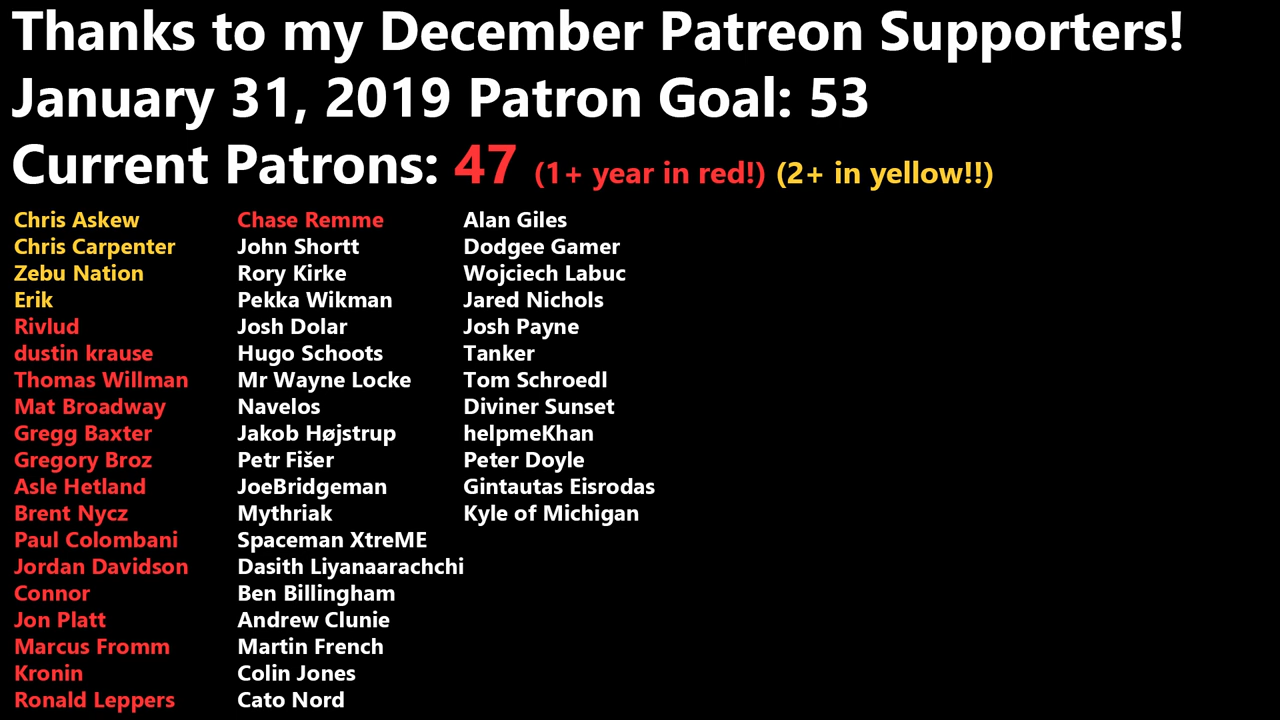 Thanks to my December Patreon Supporters!
January 31, 2019 Patron Goal: 53
Current Patrons: 47 (1+ year in red!) (2+ in yellow!!)
Chris Askew
Chris Carpenter
Zebu Nation
Erik
Rivlud
dustin krause
Thomas Willman
Mat Broadway
Gregg Baxter
Gregory Broz
Asle Hetland
Brent Nycz
Paul Colombani
Jordan Davidson
Connor
Jon Platt
Marcus Fromm
Kronin
Ronald Leppers
Chase Remme
John Shortt
Rory Kirke
Pekka Wikman
Josh Dolar
Hugo Schoots
Mr Wayne Locke
Navelos
Jakob Højstrup
Petr Fišer
JoeBridgeman
Mythriak
Spaceman XtreME
Dasith Liyanaarachchi
Ben Billingham
Andrew Clunie
Martin French
Colin Jones
Cato Nord
Alan Giles
Dodgee Gamer
Wojciech Labuc
Jared Nichols
Josh Payne
Tanker
Tom Schroedl
Diviner Sunset
helpmeKhan
Peter Doyle
Gintautas Eisrodas
Kyle of Michigan